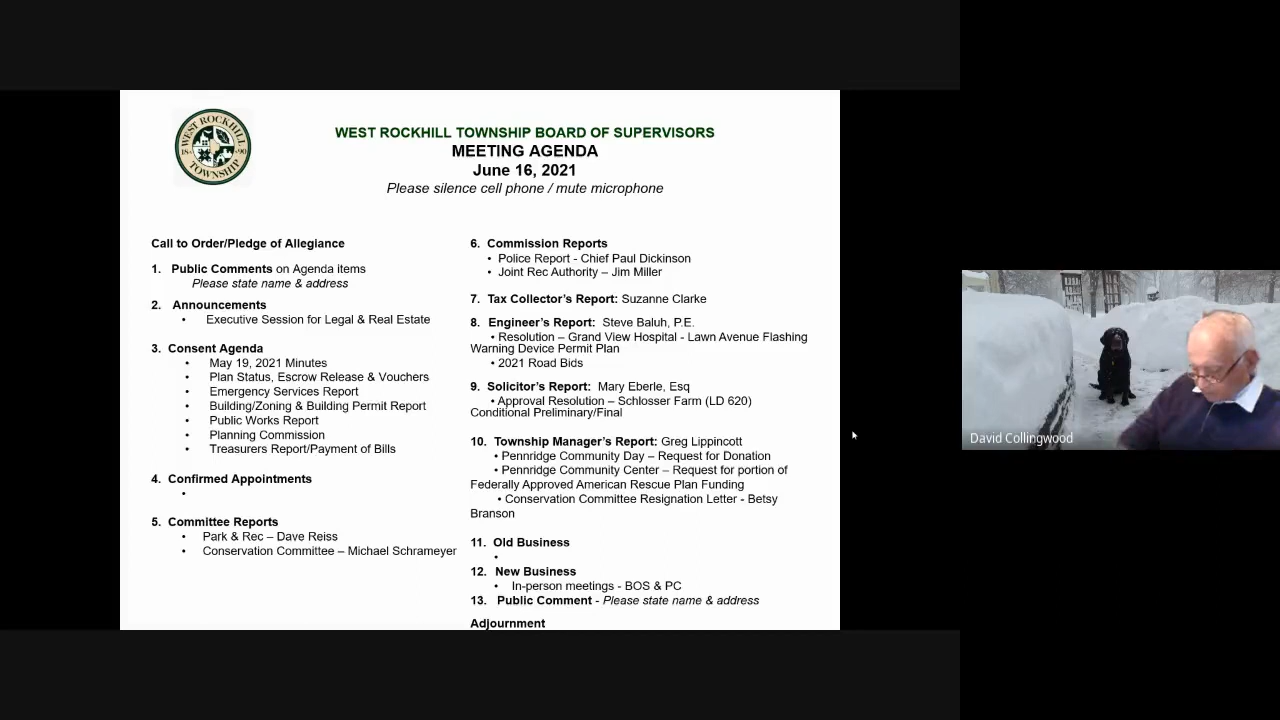 WEST ROCKHILL
18 90
TOWNSHIP
WEST ROCKHILL TOWNSHIP BOARD OF SUPERVISORS
MEETING AGENDA
June 16, 2021
Please silence cell phone / mute microphone
Call to Order/Pledge of Allegiance
1. Public Comments on Agenda items
Please state name & address
2. Announcements
• Executive Session for Legal & Real Estate
3. Consent Agenda
• May 19, 2021 Minutes
• Plan Status, Escrow Release & Vouchers
• Emergency Services Report
• Building/Zoning & Building Permit Report
• Public Works Report
• Planning Commission
• Treasurers Report/Payment of Bills
4. Confirmed Appointments
•
5. Committee Reports
• Park & Rec – Dave Reiss
• Conservation Committee – Michael Schrameyer
6. Commission Reports
• Police Report - Chief Paul Dickinson
• Joint Rec Authority – Jim Miller
7. Tax Collector's Report: Suzanne Clarke
8. Engineer's Report: Steve Baluh, P.E.
• Resolution – Grand View Hospital - Lawn Avenue Flashing
Warning Device Permit Plan
• 2021 Road Bids
9. Solicitor's Report: Mary Eberle, Esq
• Approval Resolution – Schlosser Farm (LD 620)
Conditional Preliminary/Final
10. Township Manager's Report: Greg Lippincott
• Pennridge Community Day – Request for Donation
• Pennridge Community Center – Request for portion of
Federally Approved American Rescue Plan Funding
• Conservation Committee Resignation Letter - Betsy
Branson
11. Old Business
•
12. New Business
• In-person meetings - BOS & PC
13. Public Comment - Please state name & address
Adjournment
David Collingwood